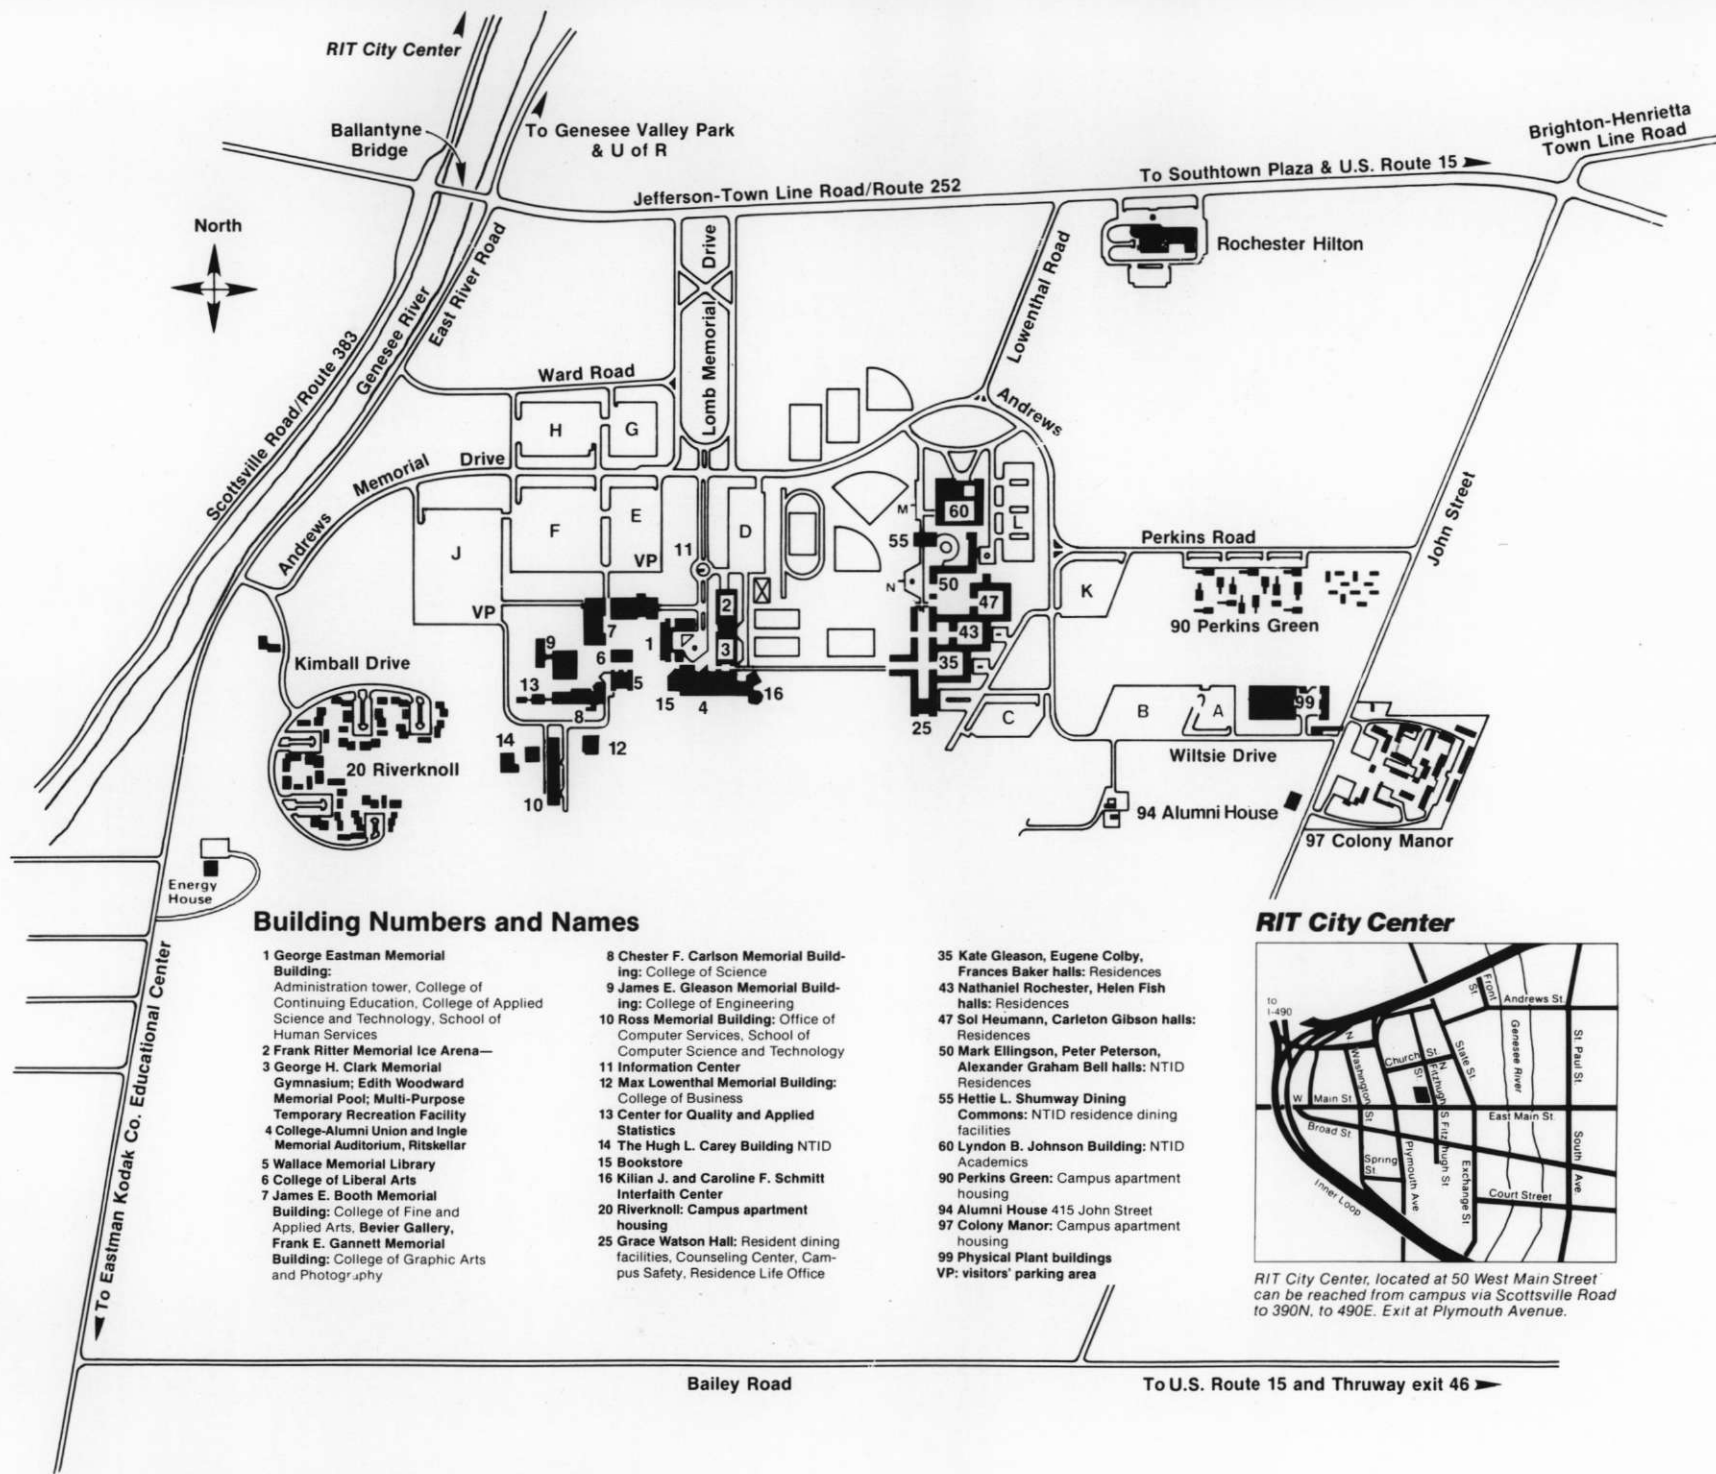 RIT City Center
Ballantyne
Bridge
To Genesee Valley Park
& U of R
Brighton-Henrietta
Town Line Road
To Southtown Plaza & U.S. Route 15
Jefferson-Town Line Road/Route 252
North
Rochester Hilton
Scottsville Road/Route 383
Genesee River
East River Road
Lomb Memorial Drive
Lowenthal Road
Ward Road
Andrews
H
G
Andrews Memorial Drive
John Street
J
F
E
VP
VP
D
11
M
60
L
55
50
N
47
43
35
25
Perkins Road
K
90 Perkins Green
Kimball Drive
9
7
6
1
2
3
13
5
8
15
4
16
14
12
10
20 Riverknoll
C
B
A
99
Wiltsie Drive
94 Alumni House
97 Colony Manor
Energy
House
To Eastman Kodak Co. Educational Center
Building Numbers and Names
1 George Eastman Memorial
Building:
Administration tower, College of
Continuing Education, College of Applied
Science and Technology, School of
Human Services
2 Frank Ritter Memorial Ice Arena—
3 George H. Clark Memorial
Gymnasium; Edith Woodward
Memorial Pool; Multi-Purpose
Temporary Recreation Facility
4 College-Alumni Union and Ingle
Memorial Auditorium, Ritskellar
5 Wallace Memorial Library
6 College of Liberal Arts
7 James E. Booth Memorial
Building: College of Fine and
Applied Arts, Bevier Gallery,
Frank E. Gannett Memorial
Building: College of Graphic Arts
and Photography
8 Chester F. Carlson Memorial Build-
ing: College of Science
9 James E. Gleason Memorial Build-
ing: College of Engineering
10 Ross Memorial Building: Office of
Computer Services, School of
Computer Science and Technology
11 Information Center
12 Max Lowenthal Memorial Building:
College of Business
13 Center for Quality and Applied
Statistics
14 The Hugh L. Carey Building NTID
15 Bookstore
16 Kilian J. and Caroline F. Schmitt
Interfaith Center
20 Riverknoll: Campus apartment
housing
25 Grace Watson Hall: Resident dining
facilities, Counseling Center, Cam-
pus Safety, Residence Life Office
35 Kate Gleason, Eugene Colby,
Frances Baker halls: Residences
43 Nathaniel Rochester, Helen Fish
halls: Residences
47 Sol Heumann, Carleton Gibson halls:
Residences
50 Mark Ellingson, Peter Peterson,
Alexander Graham Bell halls: NTID
Residences
55 Hettie L. Shumway Dining
Commons: NTID residence dining
facilities
60 Lyndon B. Johnson Building: NTID
Academics
90 Perkins Green: Campus apartment
housing
94 Alumni House 415 John Street
97 Colony Manor: Campus apartment
housing
99 Physical Plant buildings
VP: visitors' parking area
RIT City Center
to
I-490
Front St
Andrews St.
N Washington St
Church St
State St
N Fitzhugh St.
Genesee River
St. Paul St.
W Main St
East Main St.
Broad St
S Fitzhugh St
South Ave
Spring St.
Plymouth Ave
Exchange St
Court Street
Inner Loop
RIT City Center, located at 50 West Main Street
can be reached from campus via Scottsville Road
to 390N, to 490E. Exit at Plymouth Avenue.
Bailey Road
To U.S. Route 15 and Thruway exit 46